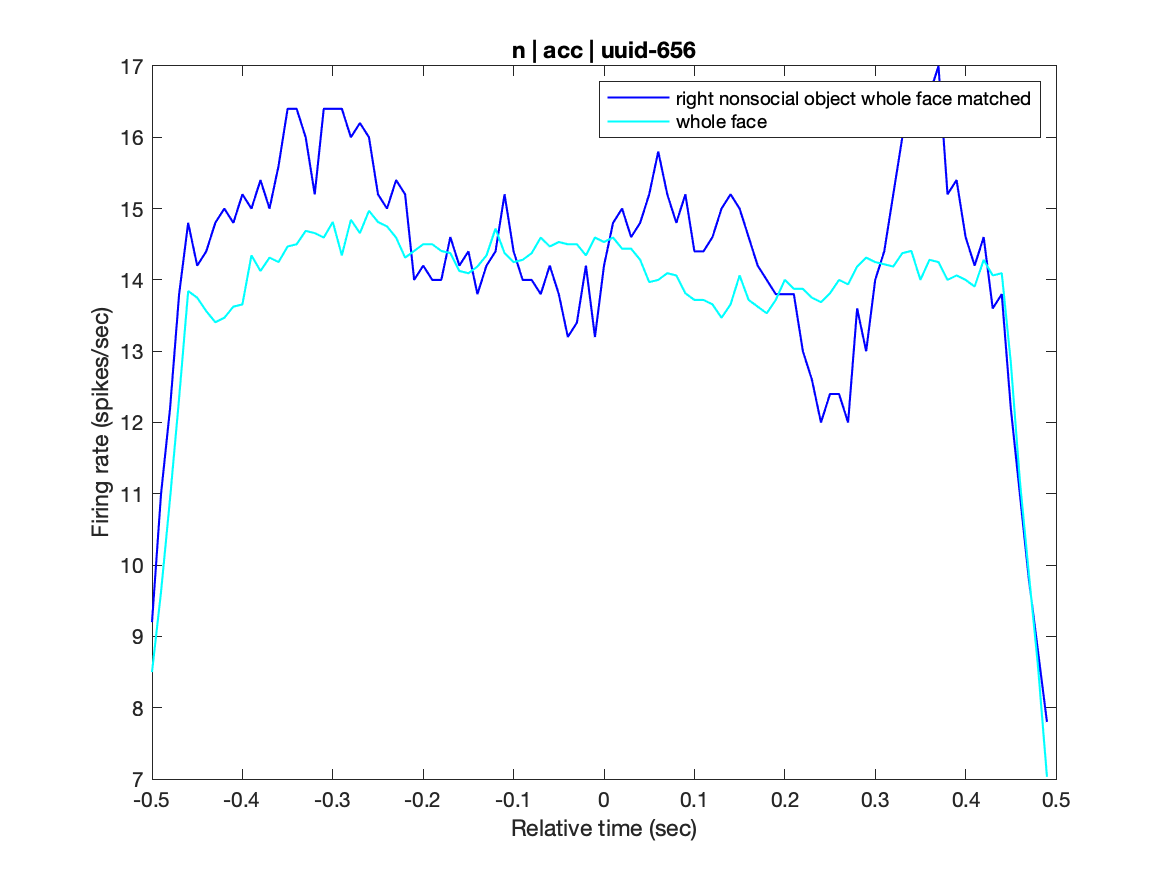 n | acc | uuid-656
right nonsocial object whole face matched
whole face
17
16
15
14
13
12
11
10
9
8
7
Firing rate (spikes/sec)
-0.5 -0.4 -0.3 -0.2 -0.1 0 0.1 0.2 0.3 0.4 0.5
Relative time (sec)